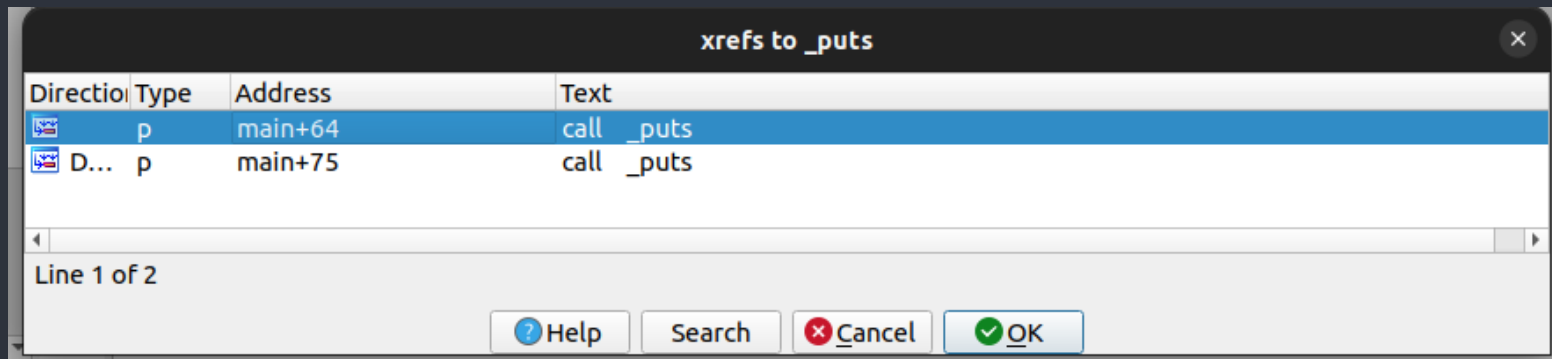 xrefs to _puts
Direction Type Address Text
p main+64 call _puts
D... p main+75 call _puts
Line 1 of 2
Help Search Cancel OK